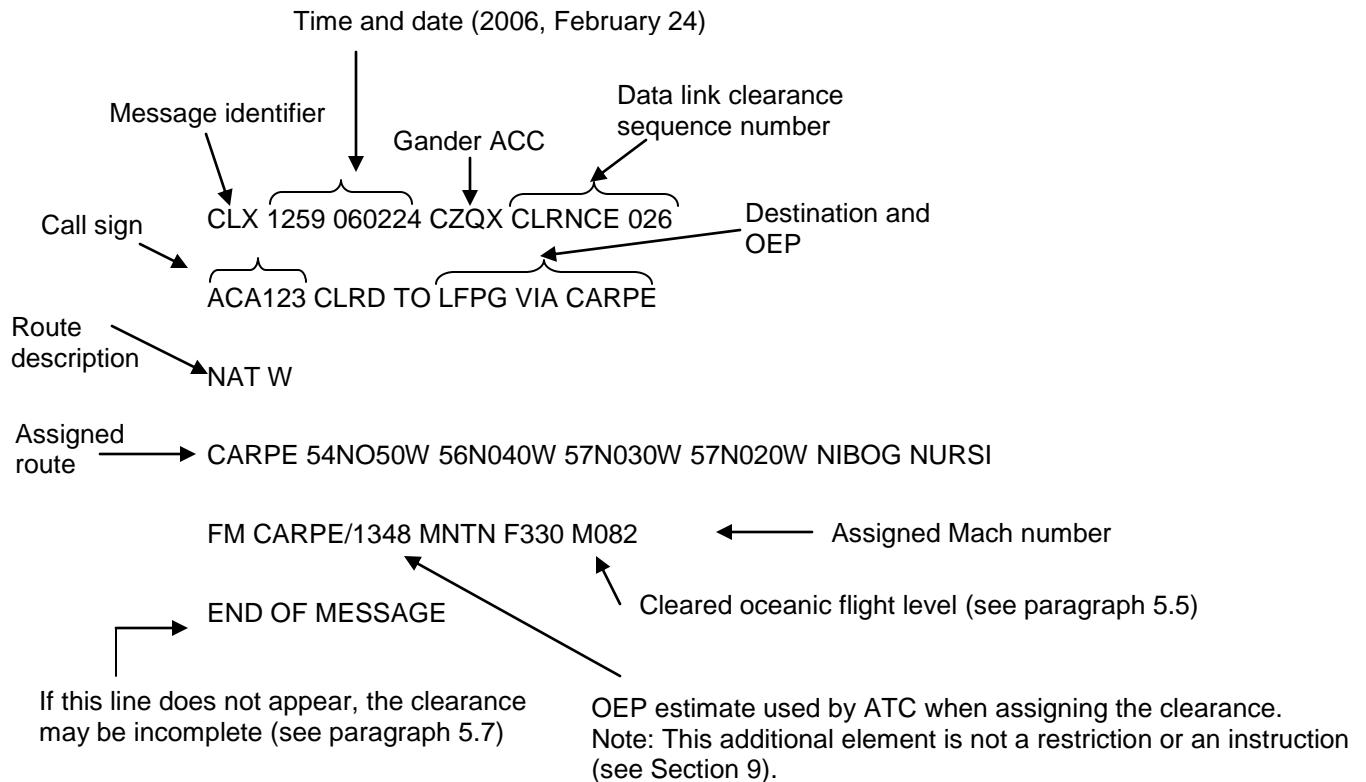 Time and date (2006, February 24)
Message identifier
Gander ACC
Data link clearance
sequence number
CLX 1259 060224 CZQX CLRNCE 026
Call sign
Destination and
OEP
ACA123 CLRD TO LFPG VIA CARPE
Route
description
NAT W
Assigned
route
CARPE 54NO50W 56N040W 57N030W 57N020W NIBOG NURSI
FM CARPE/1348 MNTN F330 M082
Assigned Mach number
Cleared oceanic flight level (see paragraph 5.5)
END OF MESSAGE
If this line does not appear, the clearance
may be incomplete (see paragraph 5.7)
OEP estimate used by ATC when assigning the clearance.
Note: This additional element is not a restriction or an instruction
(see Section 9).